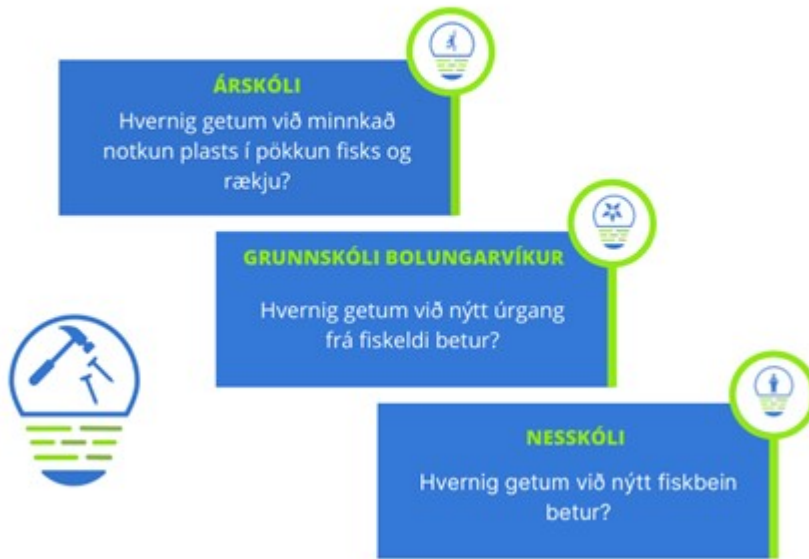 ÁRSKÓLI
Hvernig getum við minnkað
notkun plasts í pökkun fisks og
rækju?
GRUNNSKÓLI BOLUNGARVÍKUR
Hvernig getum við nýtt úrgang
frá fiskeldi betur?
NESSKÓLI
Hvernig getum við nýtt fiskbein
betur?